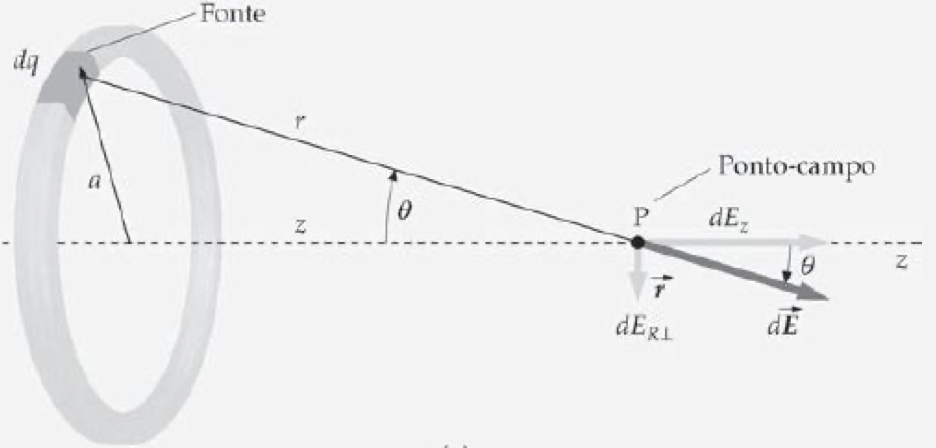 Fonte
dq
r
Ponto-campo
a
θ
P
dE_z
z
θ
z
r⃗
dE_R⊥
dE⃗